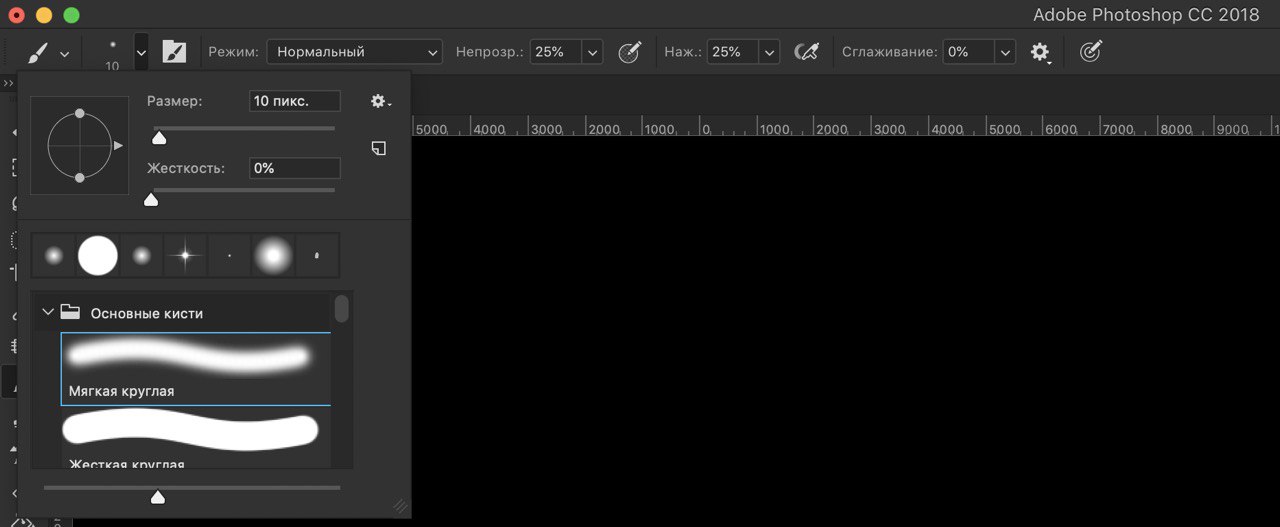 Adobe Photoshop CC 2018
10 Режим: Нормальный Непрозр.: 25% Наж.: 25% Сглаживание: 0%
Размер: 10 пикс.
5000 4000 3000 2000 1000 0 1000 2000 3000 4000 5000 6000 7000 8000 9000
Жесткость: 0%
Основные кисти
Мягкая круглая
Жесткая круглая